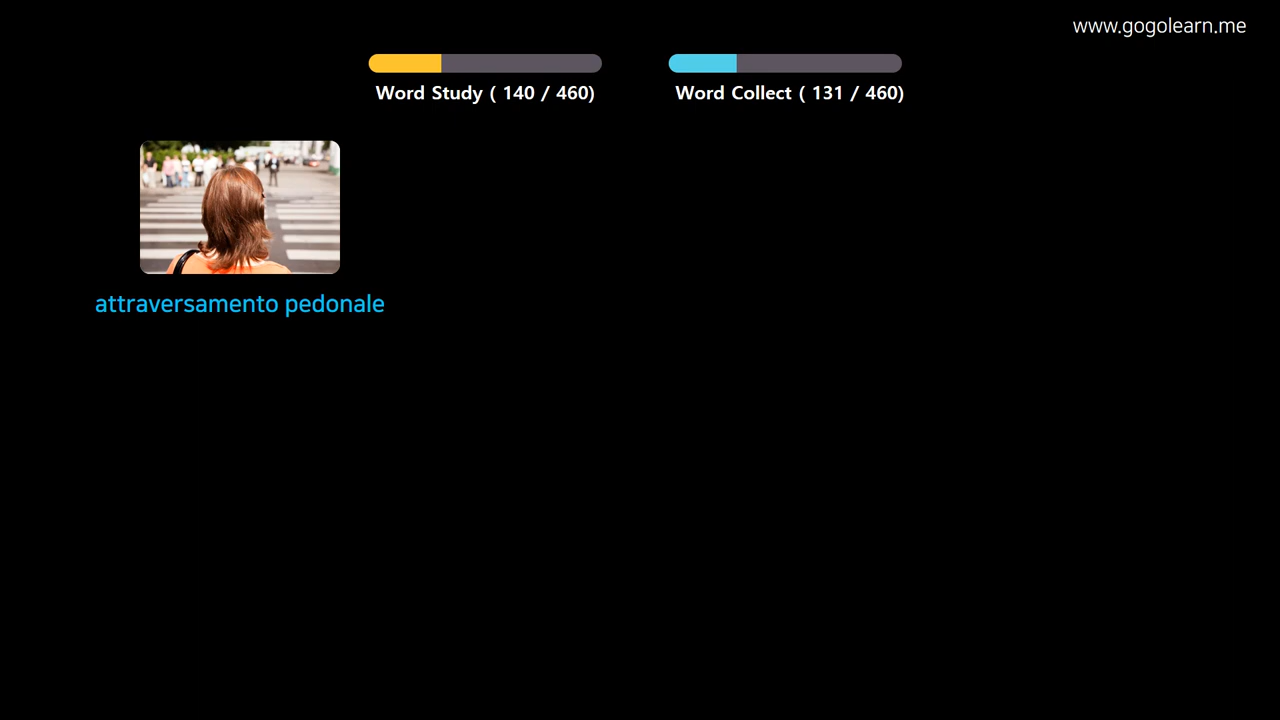 www.gogolearn.me
Word Study ( 140 / 460)
Word Collect ( 131 / 460)
attraversamento pedonale